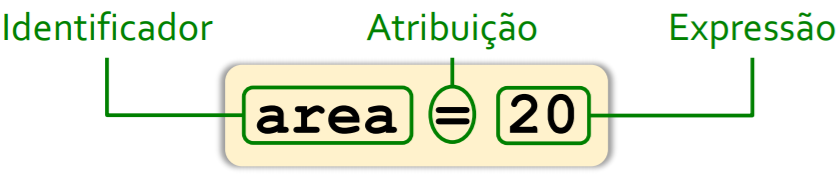 Identificador Atribuição Expressão
area = 20